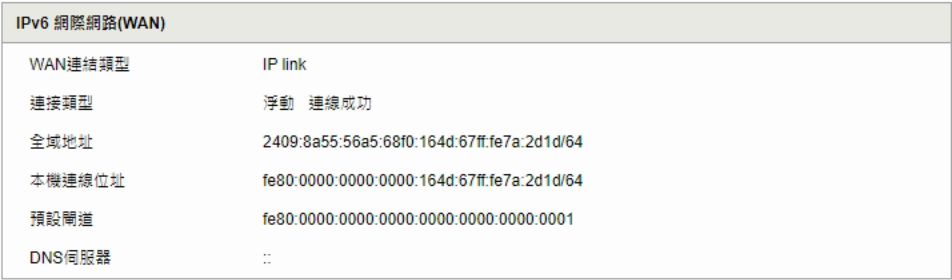 IPv6 網際網路(WAN)
WAN連結類型 IP link
連接類型 浮動 連線成功
全域地址 2409:8a55:56a5:68f0:164d:67ff:fe7a:2d1d/64
本機連線位址 fe80:0000:0000:0000:164d:67ff:fe7a:2d1d/64
預設閘道 fe80:0000:0000:0000:0000:0000:0000:0001
DNS伺服器 ::